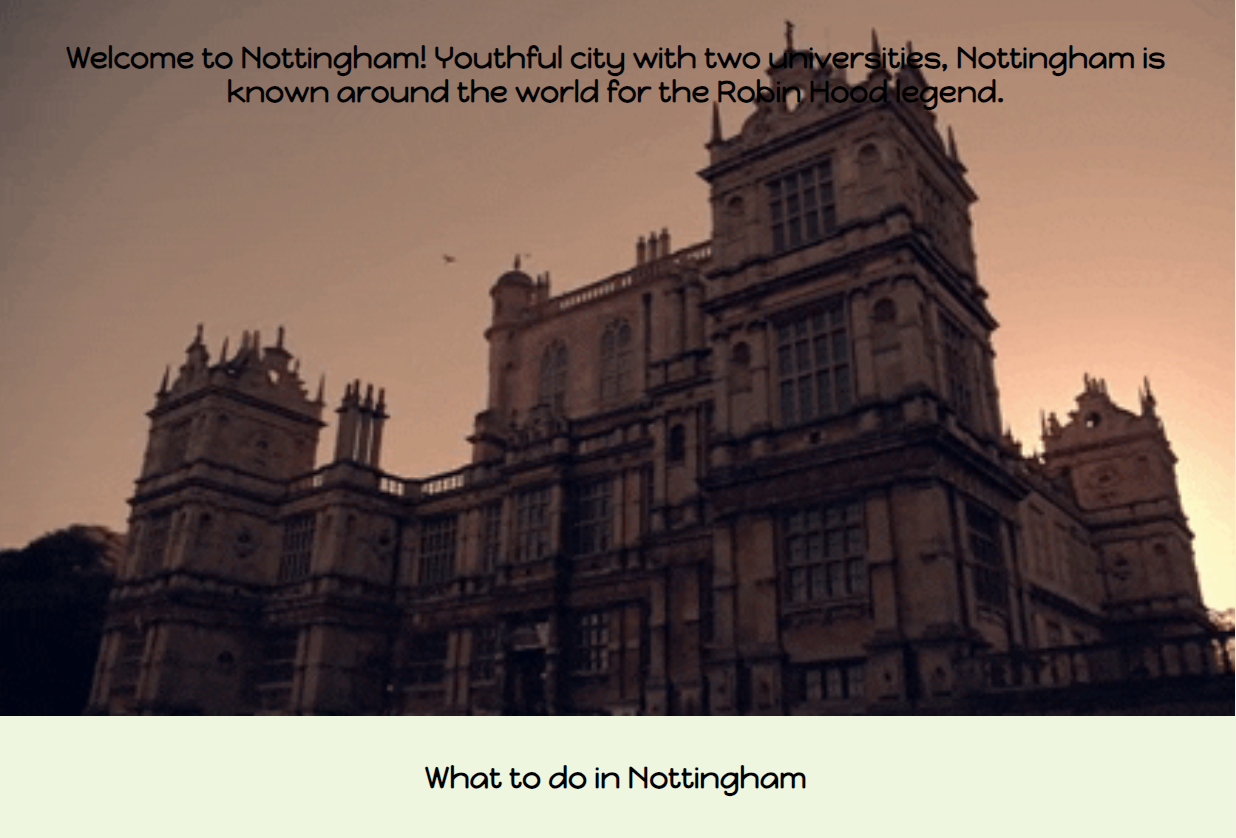 Welcome to Nottingham! Youthful city with two universities, Nottingham is
known around the world for the Robin Hood legend.
What to do in Nottingham